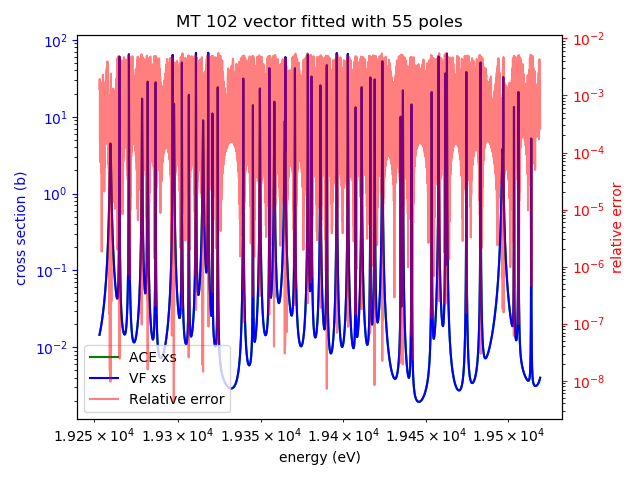 MT 102 vector fitted with 55 poles
10²
10¹
10⁰
10⁻¹
10⁻²
cross section (b)
10⁻²
10⁻³
10⁻⁴
10⁻⁵
10⁻⁶
10⁻⁷
10⁻⁸
relative error
ACE xs
VF xs
Relative error
1.925 × 10⁴ 1.93 × 10⁴ 1.935 × 10⁴ 1.94 × 10⁴ 1.945 × 10⁴ 1.95 × 10⁴
energy (eV)